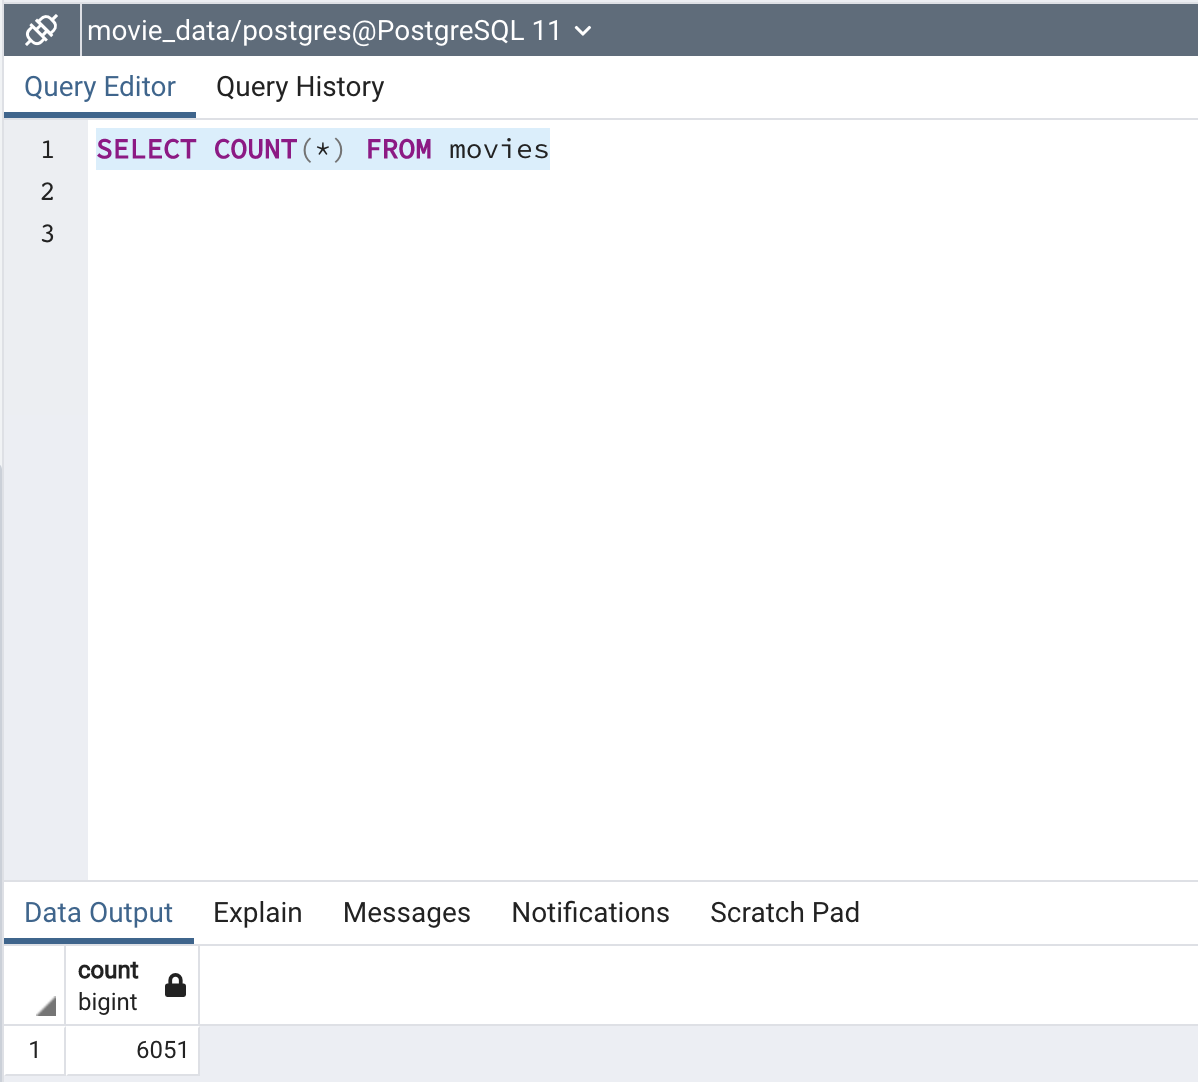 movie_data/postgres@PostgreSQL 11
Query Editor Query History
1 SELECT COUNT(*) FROM movies
2
3
Data Output Explain Messages Notifications Scratch Pad
count
bigint
1 6051